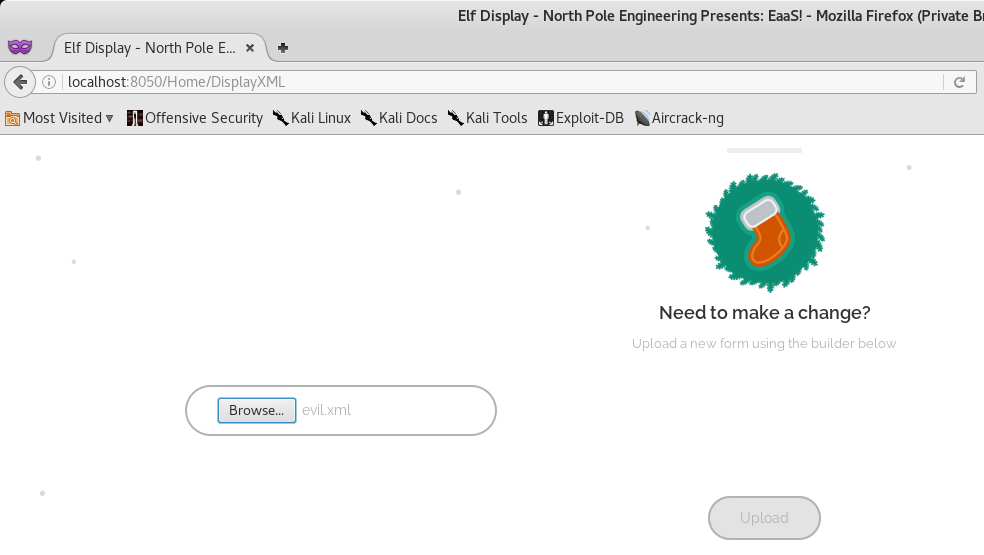 Elf Display - North Pole Engineering Presents: EaaS! - Mozilla Firefox (Private B
Elf Display - North Pole E...
localhost:8050/Home/DisplayXML
Most Visited Offensive Security Kali Linux Kali Docs Kali Tools Exploit-DB Aircrack-ng
Need to make a change?
Upload a new form using the builder below
Browse... evil.xml
Upload